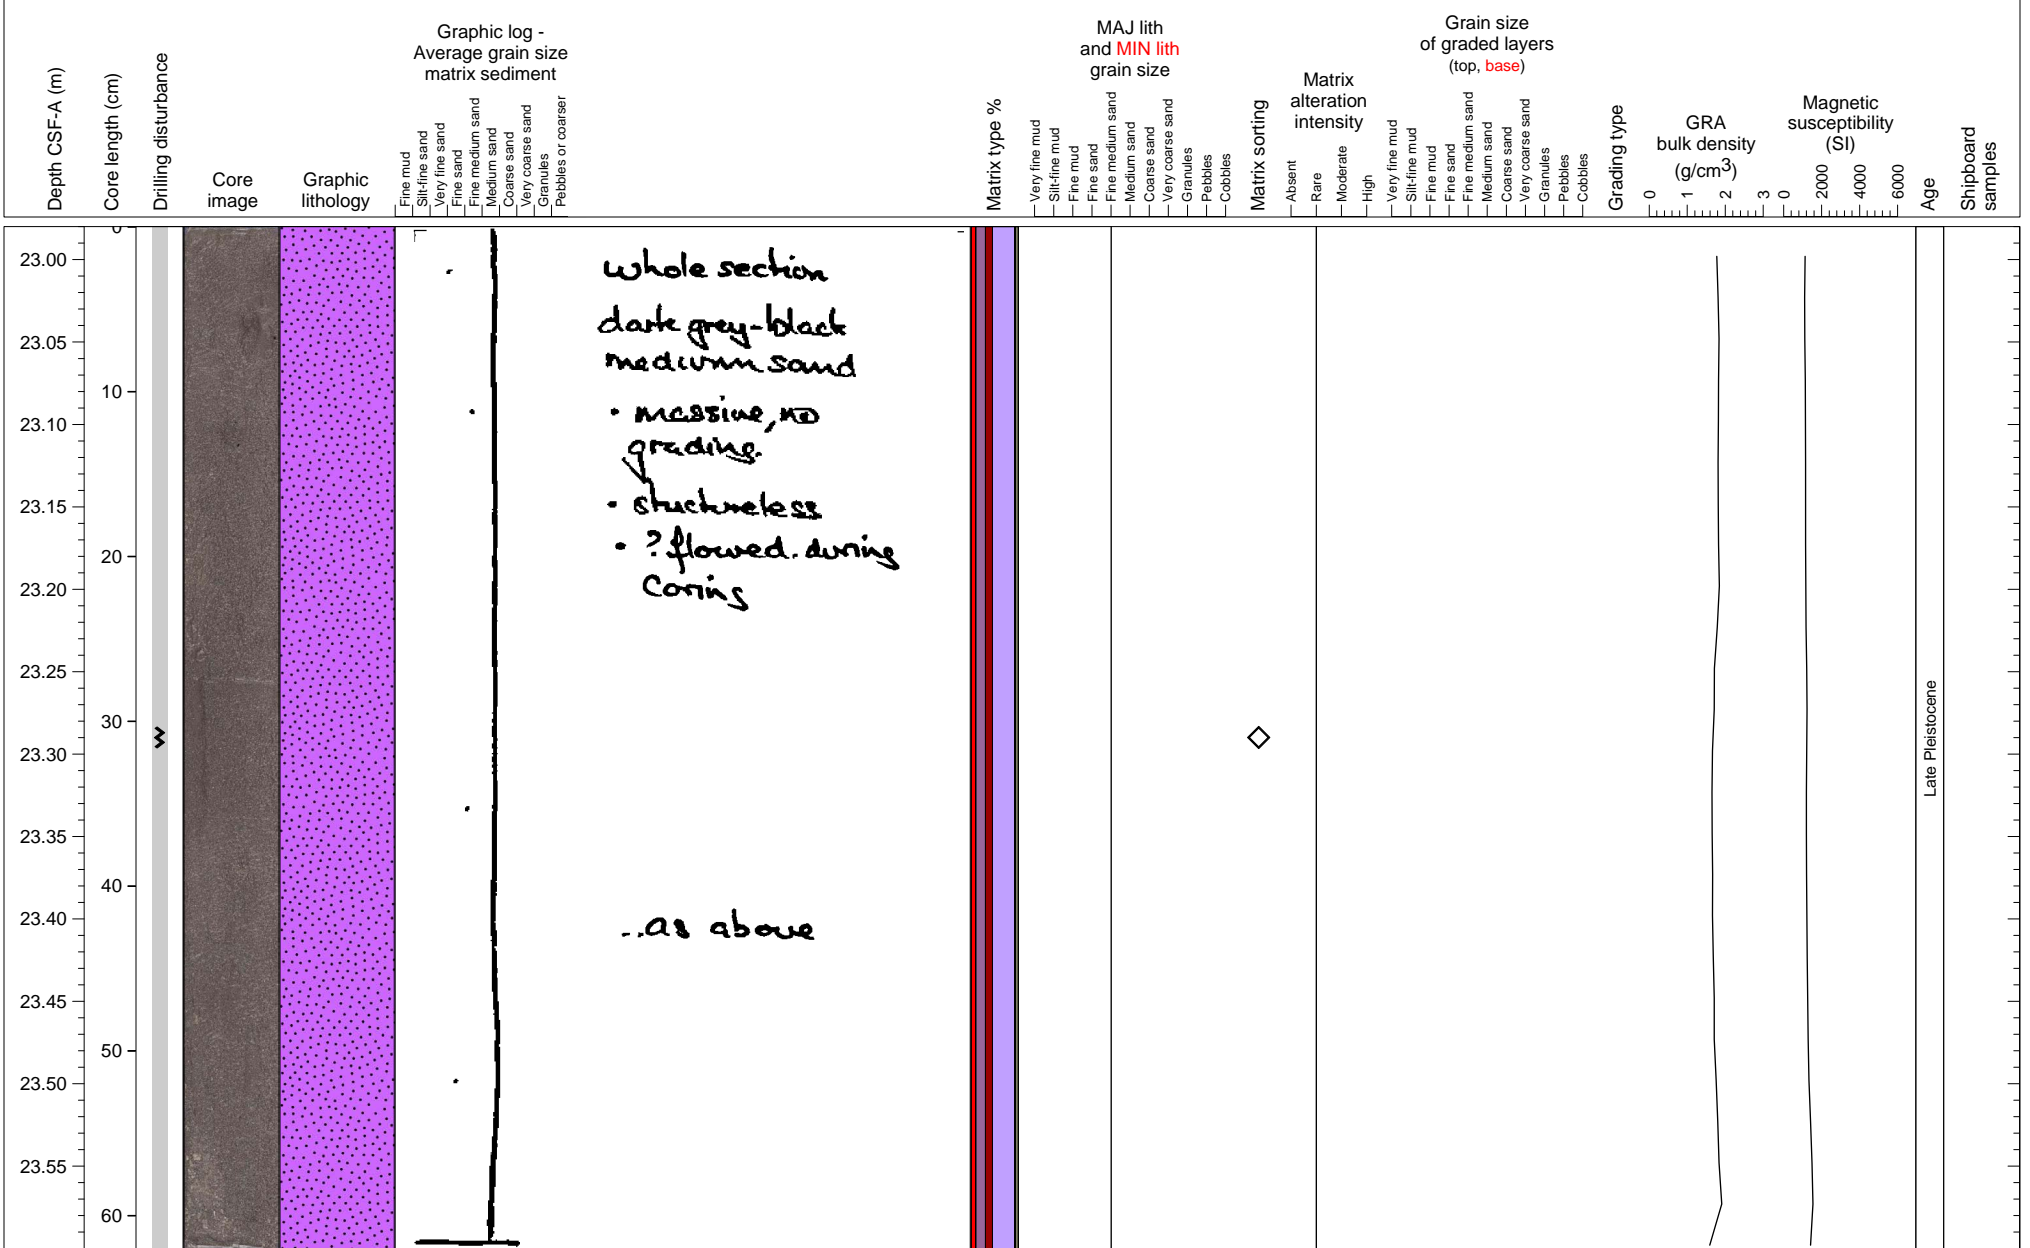 Depth CSF-A (m)
Core length (cm)
Drilling disturbance
Core
image
Graphic
lithology
Graphic log -
Average grain size
matrix sediment
Fine mud
Silt-fine sand
Very fine sand
Fine sand
Fine medium sand
Medium sand
Coarse sand
Very coarse sand
Granules
Pebbles or coarser
Matrix type %
MAJ lith
and MIN lith
grain size
Very fine mud
Silt-fine mud
Fine mud
Fine sand
Fine medium sand
Medium sand
Coarse sand
Very coarse sand
Granules
Pebbles
Cobbles
Matrix sorting
Matrix
alteration
intensity
Absent
Rare
Moderate
High
Grain size
of graded layers
(top, base)
Very fine mud
Silt-fine mud
Fine mud
Fine sand
Fine medium sand
Medium sand
Coarse sand
Very coarse sand
Granules
Pebbles
Cobbles
Grading type
GRA
bulk density
(g/cm3)
0 1 2 3
Magnetic
susceptibility
(SI)
0 2000 4000 6000
Age
Shipboard
samples
23.00
23.05
23.10
23.15
23.20
23.25
23.30
23.35
23.40
23.45
23.50
23.55
0
10
20
30
40
50
60
whole section
dark grey-black
medium sand
• massive, no
grading.
• stuctureless
• ? flowed. during
Coring
..as above
Late Pleistocene